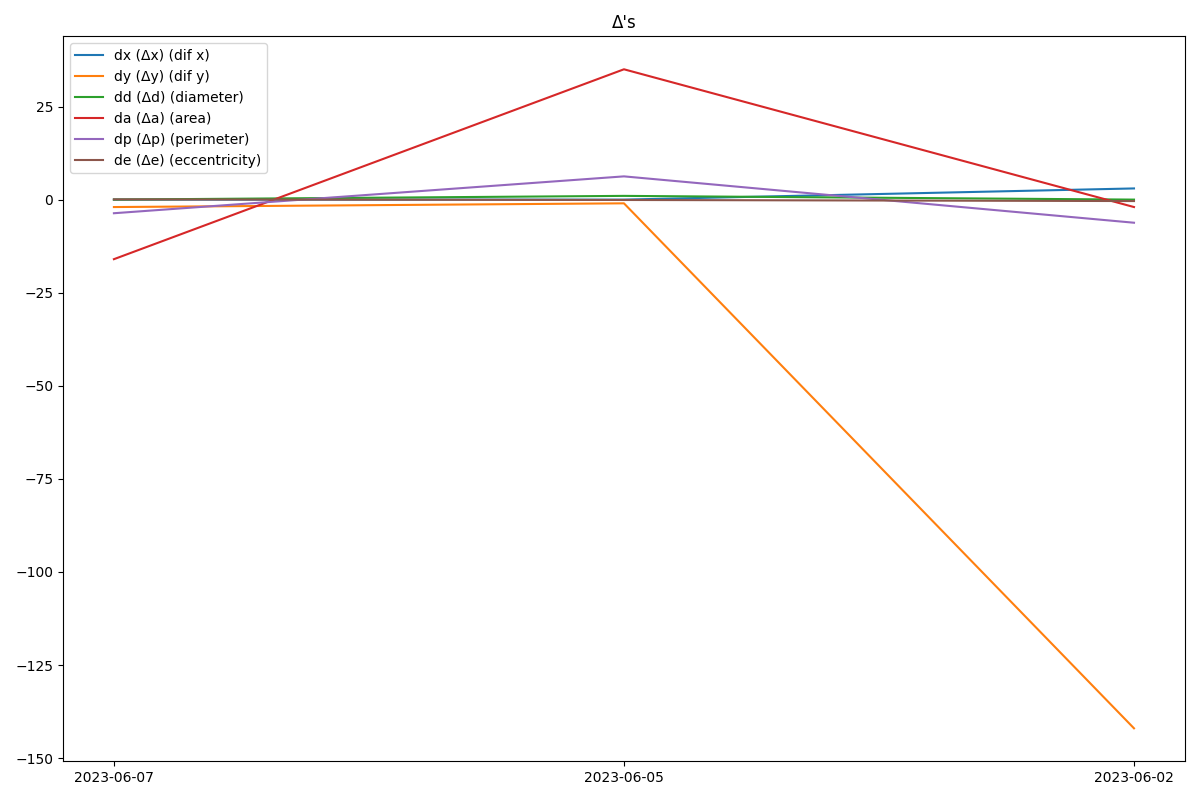 Δ's
dx (Δx) (dif x)
dy (Δy) (dif y)
dd (Δd) (diameter)
da (Δa) (area)
dp (Δp) (perimeter)
de (Δe) (eccentricity)
25
0
−25
−50
−75
−100
−125
−150
2023-06-07 2023-06-05 2023-06-02